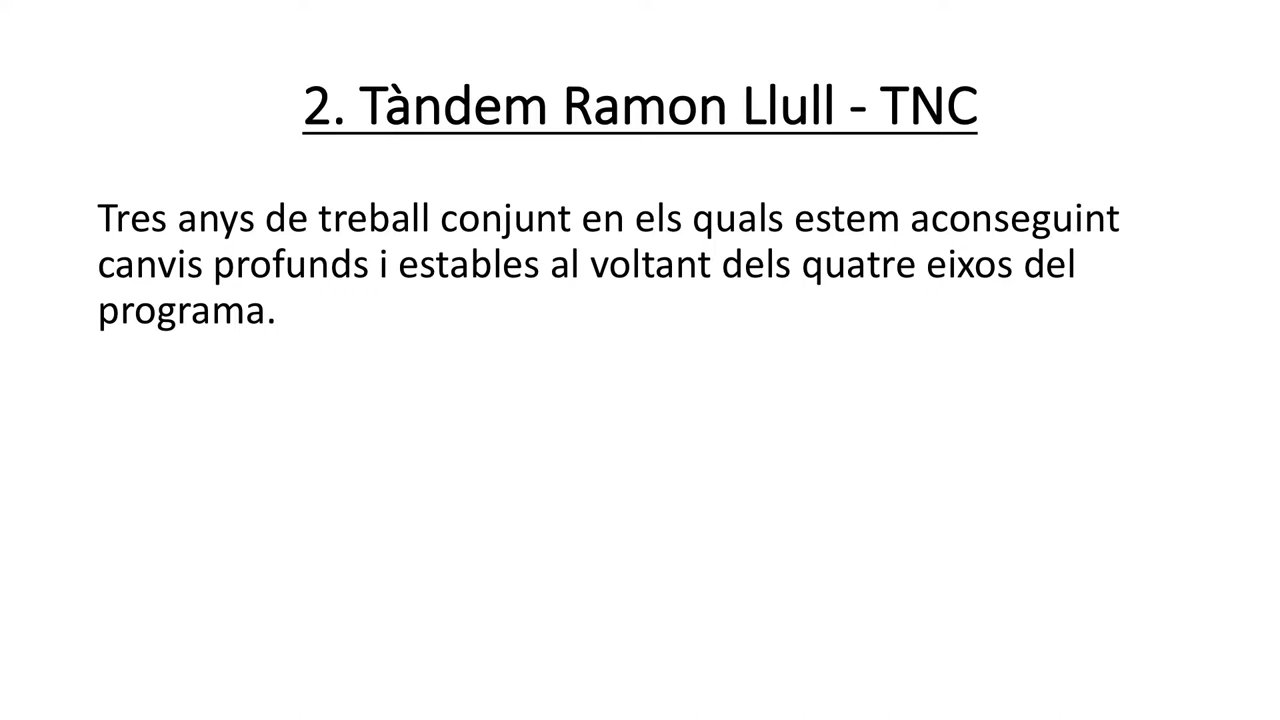 2. Tàndem Ramon Llull - TNC
Tres anys de treball conjunt en els quals estem aconseguint
canvis profunds i estables al voltant dels quatre eixos del
programa.